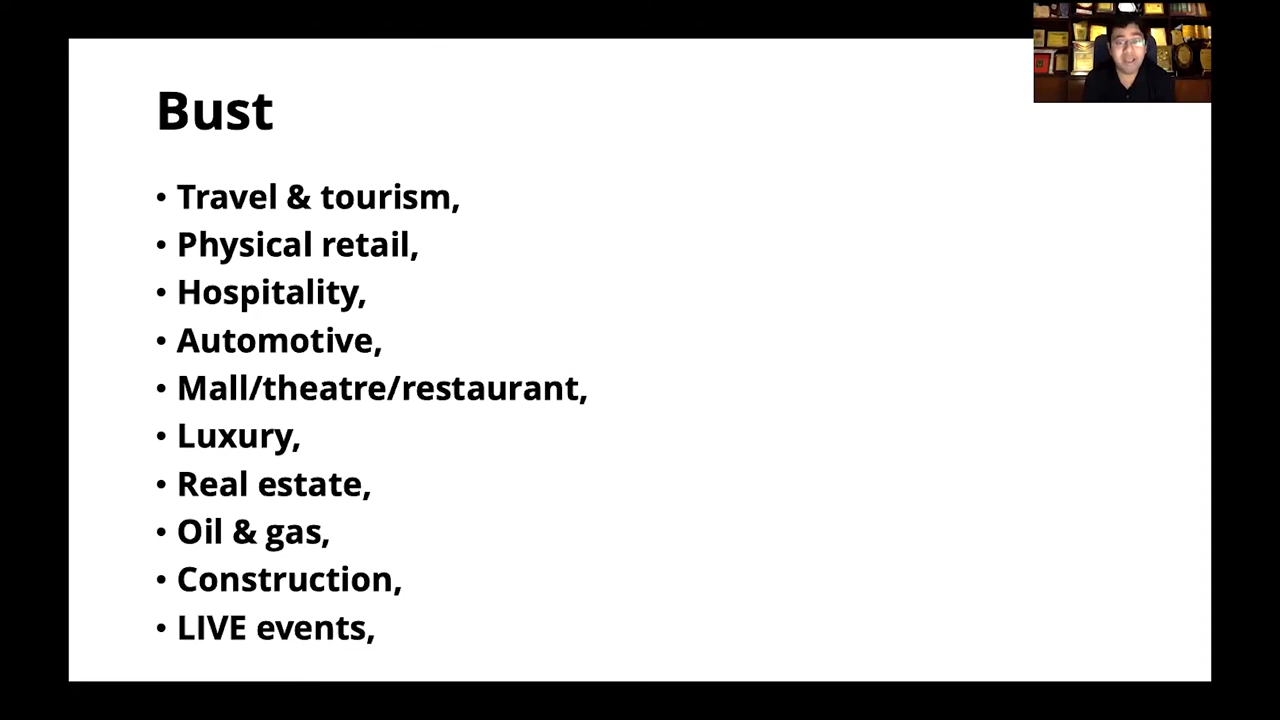 Bust
• Travel & tourism,
• Physical retail,
• Hospitality,
• Automotive,
• Mall/theatre/restaurant,
• Luxury,
• Real estate,
• Oil & gas,
• Construction,
• LIVE events,